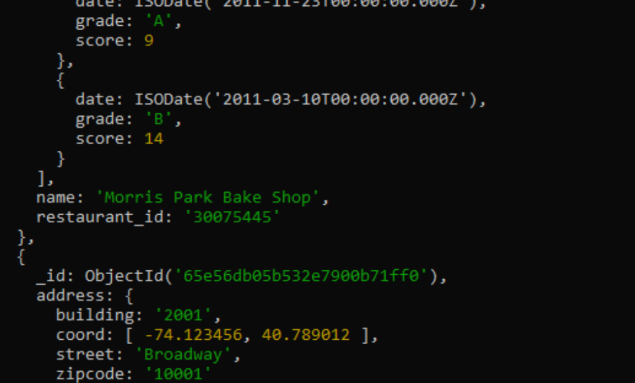 date: ISODate('2011-11-23T00:00:00.000Z'),
grade: 'A',
score: 9
},
{
date: ISODate('2011-03-10T00:00:00.000Z'),
grade: 'B',
score: 14
}
],
name: 'Morris Park Bake Shop',
restaurant_id: '30075445'
},
{
_id: ObjectId('65e56db05b532e7900b71ff0'),
address: {
building: '2001',
coord: [ -74.123456, 40.789012 ],
street: 'Broadway',
zipcode: '10001'